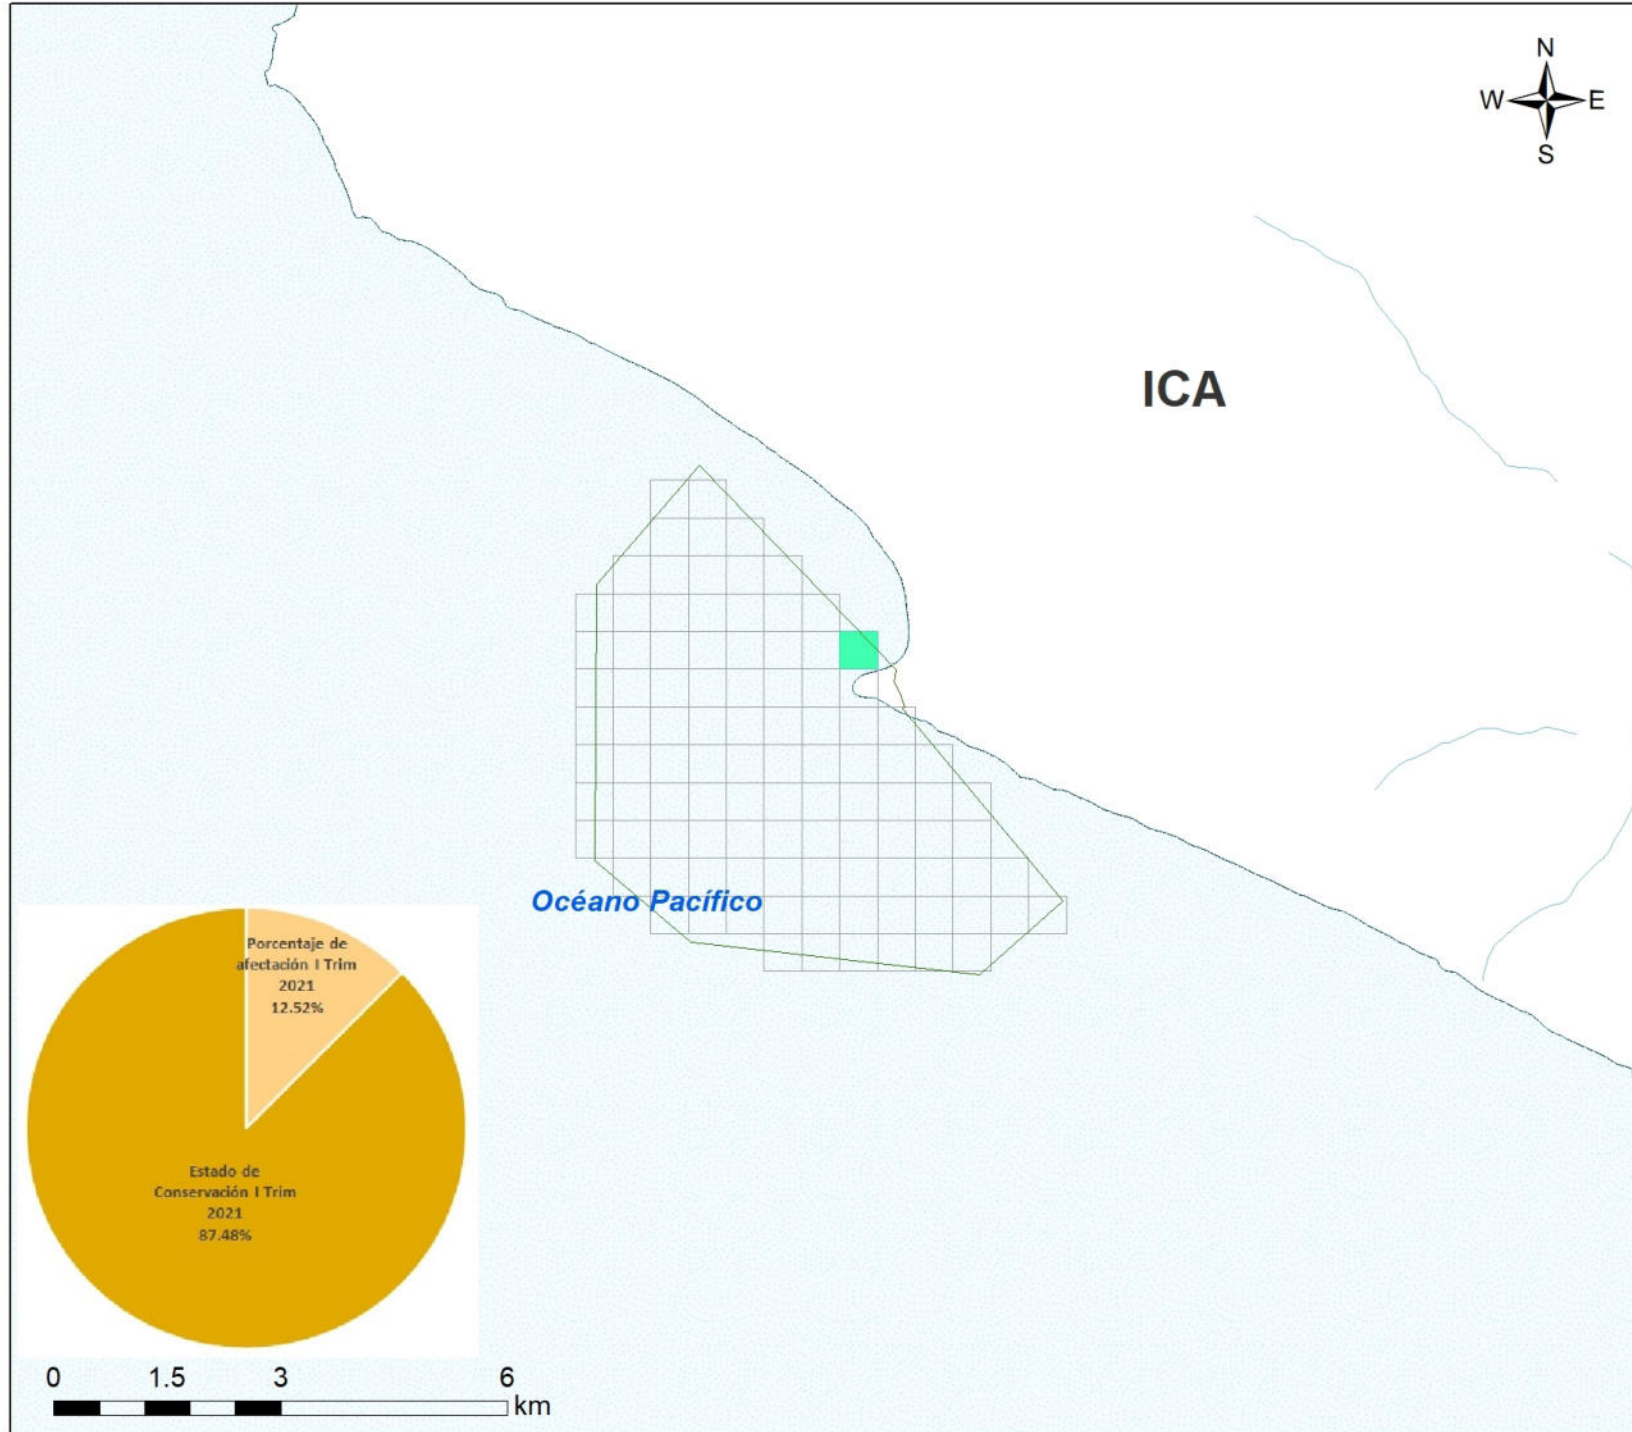 N
W E
S
ICA
Océano Pacífico
Porcentaje de
afectación I Trim
2021
12.52%
Estado de
Conservación I Trim
2021
87.48%
0 1.5 3 6
km